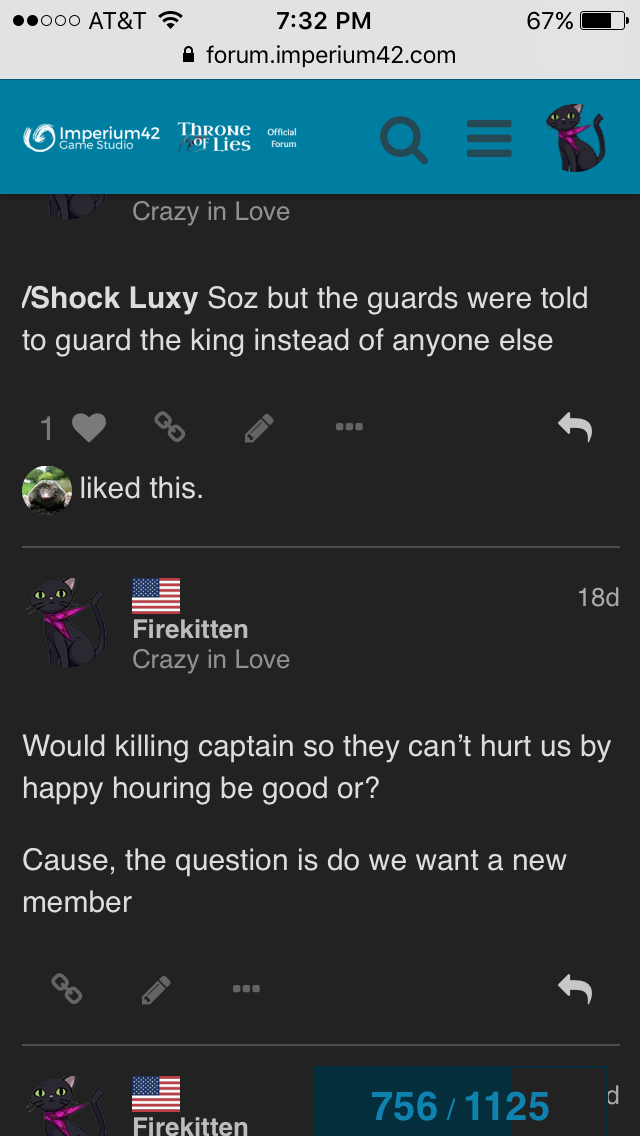 AT&T 7:32 PM 67%
forum.imperium42.com
Imperium42 Game Studio
THRONE OF LIES
Official Forum
Crazy in Love
/Shock Luxy Soz but the guards were told
to guard the king instead of anyone else
1
liked this.
18d
Firekitten
Crazy in Love
Would killing captain so they can’t hurt us by
happy houring be good or?
Cause, the question is do we want a new
member
Firekitten
756 / 1125
d